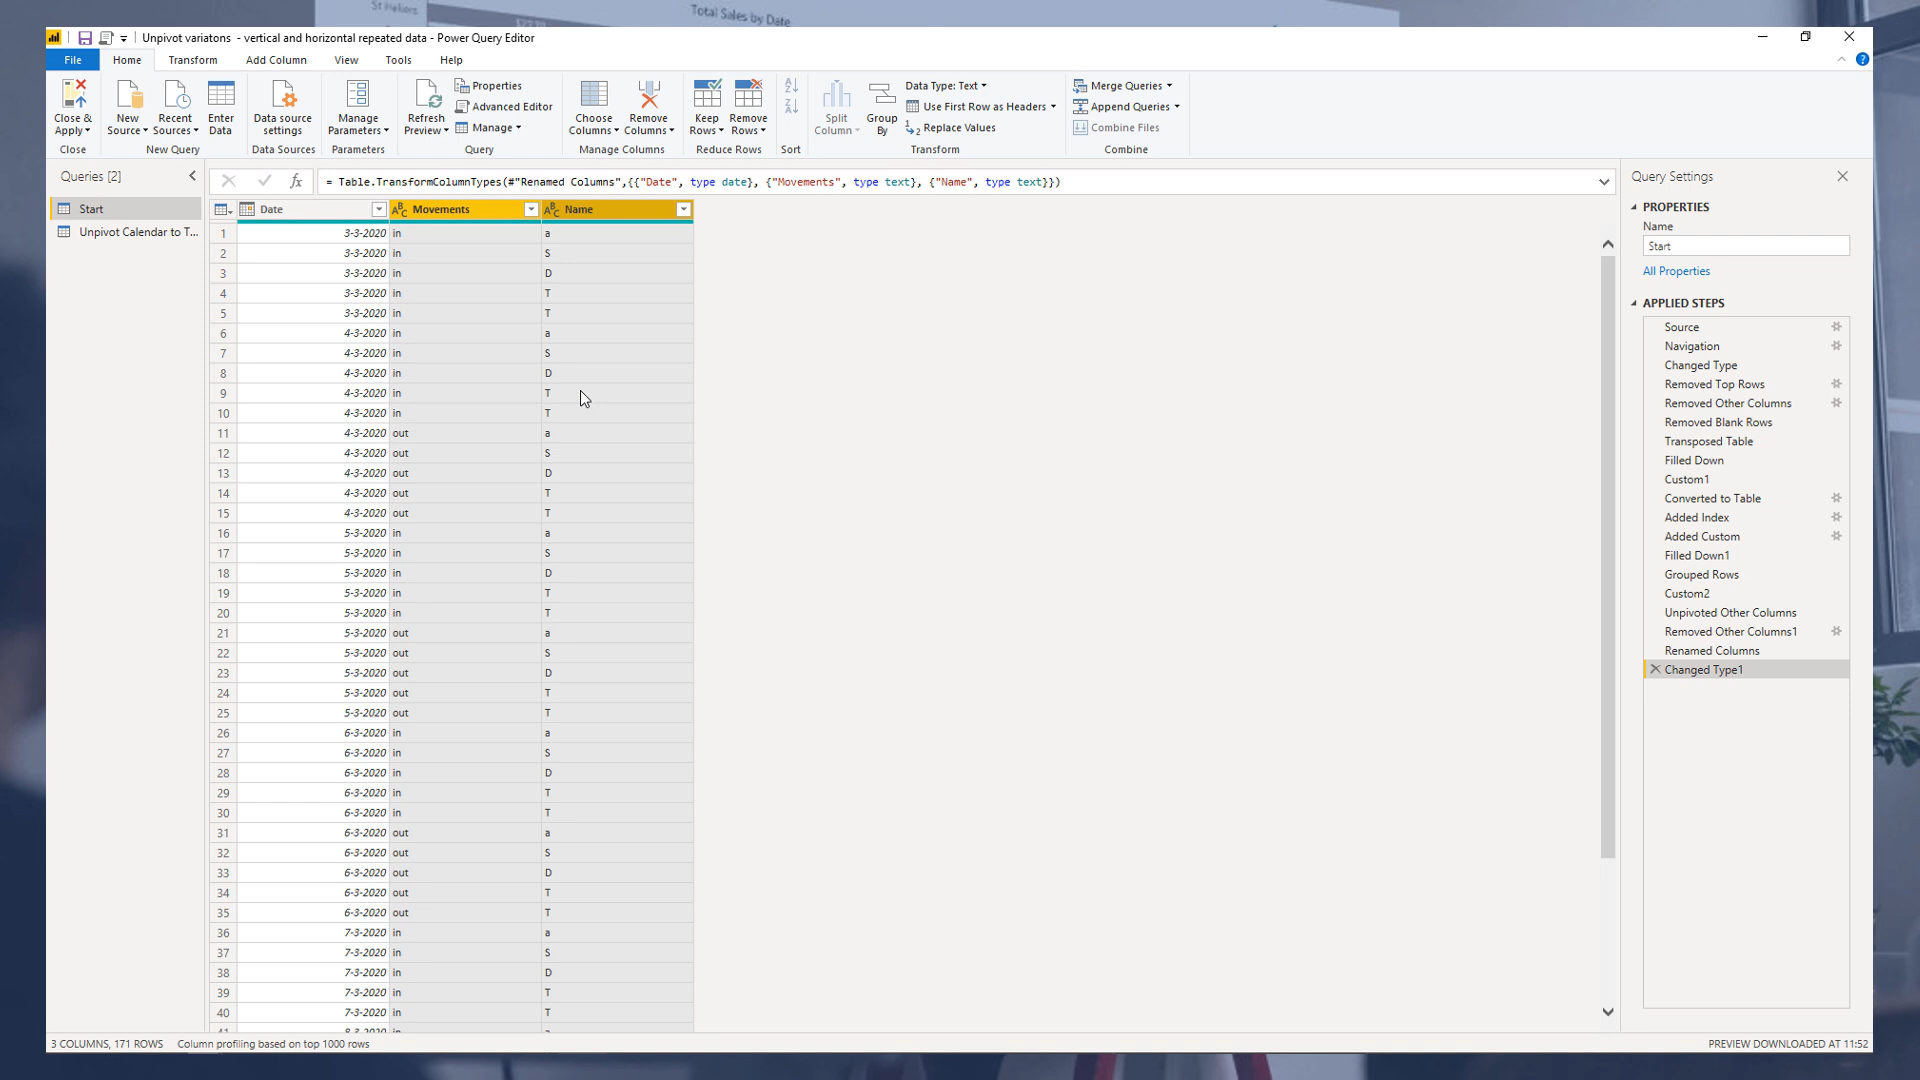 St Heliers
Total Sales by Date
Unpivot variatons - vertical and horizontal repeated data - Power Query Editor
File Home Transform Add Column View Tools Help
Close & Apply
Close
New Source
Recent Sources
Enter Data
New Query
Data source settings
Data Sources
Manage Parameters
Parameters
Refresh Preview
Properties
Advanced Editor
Manage
Query
Choose Columns
Remove Columns
Manage Columns
Keep Rows
Remove Rows
Reduce Rows
Sort
Split Column
Group By
Data Type: Text
Use First Row as Headers
Replace Values
Transform
Merge Queries
Append Queries
Combine Files
Combine
Queries [2]
Start
Unpivot Calendar to T...
fx = Table.TransformColumnTypes(#"Renamed Columns",{{"Date", type date}, {"Movements", type text}, {"Name", type text}})
Date Movements Name
1 3-3-2020 in a
2 3-3-2020 in S
3 3-3-2020 in D
4 3-3-2020 in T
5 3-3-2020 in T
6 4-3-2020 in a
7 4-3-2020 in S
8 4-3-2020 in D
9 4-3-2020 in T
10 4-3-2020 in T
11 4-3-2020 out a
12 4-3-2020 out S
13 4-3-2020 out D
14 4-3-2020 out T
15 4-3-2020 out T
16 5-3-2020 in a
17 5-3-2020 in S
18 5-3-2020 in D
19 5-3-2020 in T
20 5-3-2020 in T
21 5-3-2020 out a
22 5-3-2020 out S
23 5-3-2020 out D
24 5-3-2020 out T
25 5-3-2020 out T
26 6-3-2020 in a
27 6-3-2020 in S
28 6-3-2020 in D
29 6-3-2020 in T
30 6-3-2020 in T
31 6-3-2020 out a
32 6-3-2020 out S
33 6-3-2020 out D
34 6-3-2020 out T
35 6-3-2020 out T
36 7-3-2020 in a
37 7-3-2020 in S
38 7-3-2020 in D
39 7-3-2020 in T
40 7-3-2020 in T
Query Settings
PROPERTIES
Name
Start
All Properties
APPLIED STEPS
Source
Navigation
Changed Type
Removed Top Rows
Removed Other Columns
Removed Blank Rows
Transposed Table
Filled Down
Custom1
Converted to Table
Added Index
Added Custom
Filled Down1
Grouped Rows
Custom2
Unpivoted Other Columns
Removed Other Columns1
Renamed Columns
Changed Type1
3 COLUMNS, 171 ROWS Column profiling based on top 1000 rows
PREVIEW DOWNLOADED AT 11:52